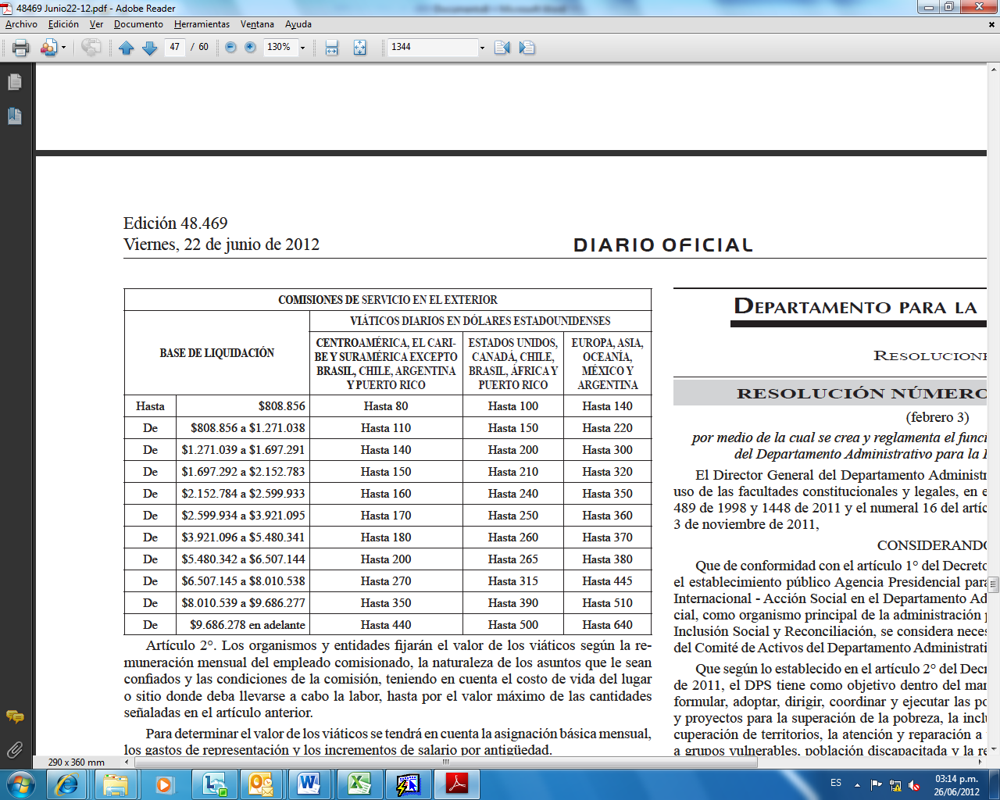 48469 Junio22-12.pdf - Adobe Reader
Archivo Edición Ver Documento Herramientas Ventana Ayuda
47 / 60 130% 1344
Edición 48.469
Viernes, 22 de junio de 2012
DIARIO OFICIAL
COMISIONES DE SERVICIO EN EL EXTERIOR
BASE DE LIQUIDACIÓN
VIÁTICOS DIARIOS EN DÓLARES ESTADOUNIDENSES
CENTROAMÉRICA, EL CARI-
BE Y SURAMÉRICA EXCEPTO
BRASIL, CHILE, ARGENTINA
Y PUERTO RICO
ESTADOS UNIDOS,
CANADÁ, CHILE,
BRASIL, ÁFRICA Y
PUERTO RICO
EUROPA, ASIA,
OCEANÍA,
MÉXICO Y
ARGENTINA
Hasta $808.856 Hasta 80 Hasta 100 Hasta 140
De $808.856 a $1.271.038 Hasta 110 Hasta 150 Hasta 220
De $1.271.039 a $1.697.291 Hasta 140 Hasta 200 Hasta 300
De $1.697.292 a $2.152.783 Hasta 150 Hasta 210 Hasta 320
De $2.152.784 a $2.599.933 Hasta 160 Hasta 240 Hasta 350
De $2.599.934 a $3.921.095 Hasta 170 Hasta 250 Hasta 360
De $3.921.096 a $5.480.341 Hasta 180 Hasta 260 Hasta 370
De $5.480.342 a $6.507.144 Hasta 200 Hasta 265 Hasta 380
De $6.507.145 a $8.010.538 Hasta 270 Hasta 315 Hasta 445
De $8.010.539 a $9.686.277 Hasta 350 Hasta 390 Hasta 510
De $9.686.278 en adelante Hasta 440 Hasta 500 Hasta 640
Artículo 2°. Los organismos y entidades fijarán el valor de los viáticos según la re-
muneración mensual del empleado comisionado, la naturaleza de los asuntos que le sean
confiados y las condiciones de la comisión, teniendo en cuenta el costo de vida del lugar
o sitio donde deba llevarse a cabo la labor, hasta por el valor máximo de las cantidades
señaladas en el artículo anterior.
Para determinar el valor de los viáticos se tendrá en cuenta la asignación básica mensual,
los gastos de representación y los incrementos de salario por antigüedad.
DEPARTAMENTO PARA LA
RESOLUCIONE
RESOLUCIÓN NÚMERO
(febrero 3)
por medio de la cual se crea y reglamenta el funci
del Departamento Administrativo para la
El Director General del Departamento Administr
uso de las facultades constitucionales y legales, en e
489 de 1998 y 1448 de 2011 y el numeral 16 del artíc
3 de noviembre de 2011,
CONSIDERANDO
Que de conformidad con el artículo 1° del Decreto
el establecimiento público Agencia Presidencial para
Internacional - Acción Social en el Departamento Ad
cial, como organismo principal de la administración
Inclusión Social y Reconciliación, se considera neces
del Comité de Activos del Departamento Administrati
Que según lo establecido en el artículo 2° del Decr
de 2011, el DPS tiene como objetivo dentro del mar
formular, adoptar, dirigir, coordinar y ejecutar las po
y proyectos para la superación de la pobreza, la inclu
cuperación de territorios, la atención y reparación a
a grupos vulnerables, población discapacitada y la re
290 x 360 mm
ES 03:14 p.m.
26/06/2012